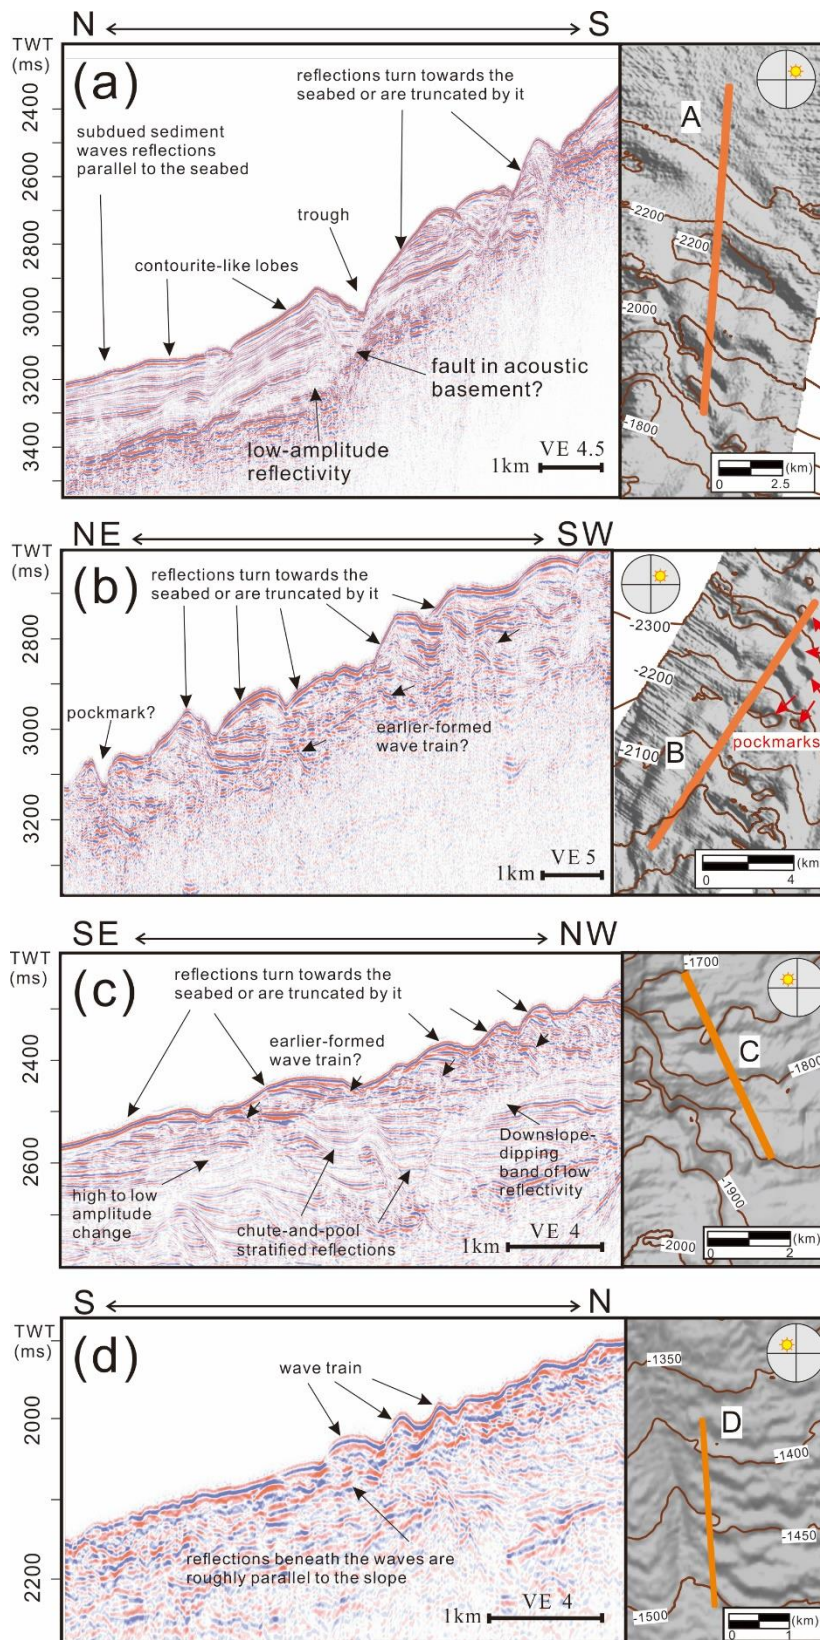 N S
TWT
(ms)
(a)
reflections turn towards the
seabed or are truncated by it
subdued sediment
waves reflections
parallel to the seabed
trough
contourite-like lobes
fault in acoustic
basement?
low-amplitude
reflectivity
VE 4.5
1km
2400
2600
2800
3000
3200
3400
A
-2200
-2200
-2000
-1800
(km)
0 2.5
NE SW
TWT
(ms)
(b)
reflections turn towards the
seabed or are truncated by it
pockmark?
earlier-formed
wave train?
VE 5
1km
2800
3000
3200
-2300
-2200
-2100
B
pockmarks
(km)
0 4
SE NW
TWT
(ms)
(c)
reflections turn towards the
seabed or are truncated by it
earlier-formed
wave train?
Downslope-
dipping
band of low
reflectivity
high to low
amplitude
change
chute-and-pool
stratified reflections
VE 4
1km
2400
2600
-1700
C
-1800
-1900
-2000
(km)
0 2
S N
TWT
(ms)
(d)
wave train
reflections beneath the waves are
roughly parallel to the slope
VE 4
1km
2000
2200
-1350
D
-1400
-1450
-1500
(km)
0 1